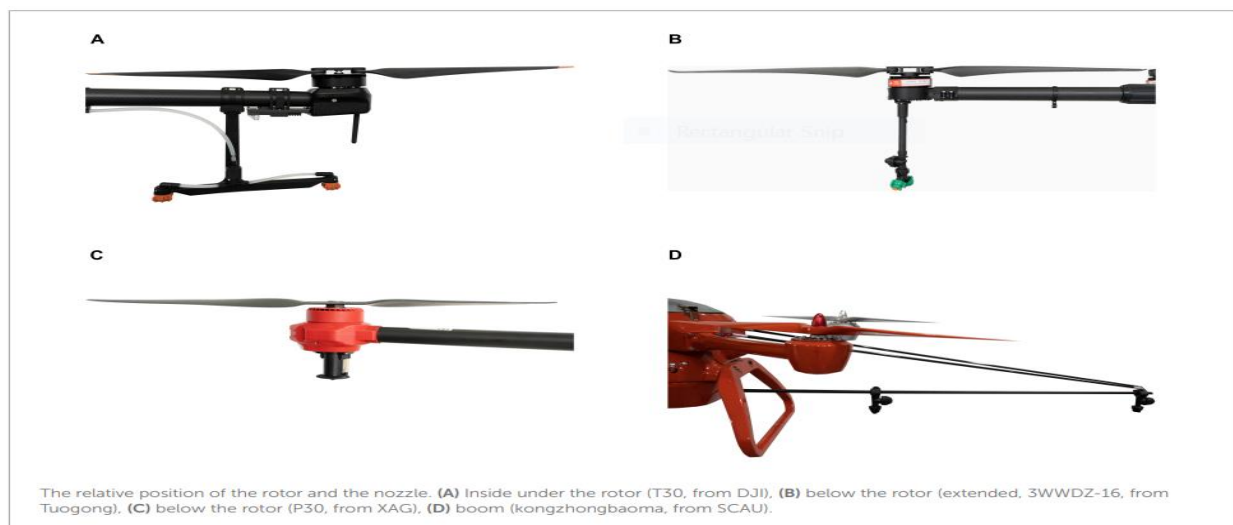 A
B
Rectangular Snip
C
D
The relative position of the rotor and the nozzle. (A) Inside under the rotor (T30, from DJI), (B) below the rotor (extended, 3WWDZ-16, from
Tuogong), (C) below the rotor (P30, from XAG), (D) boom (kongzhongbaoma, from SCAU).